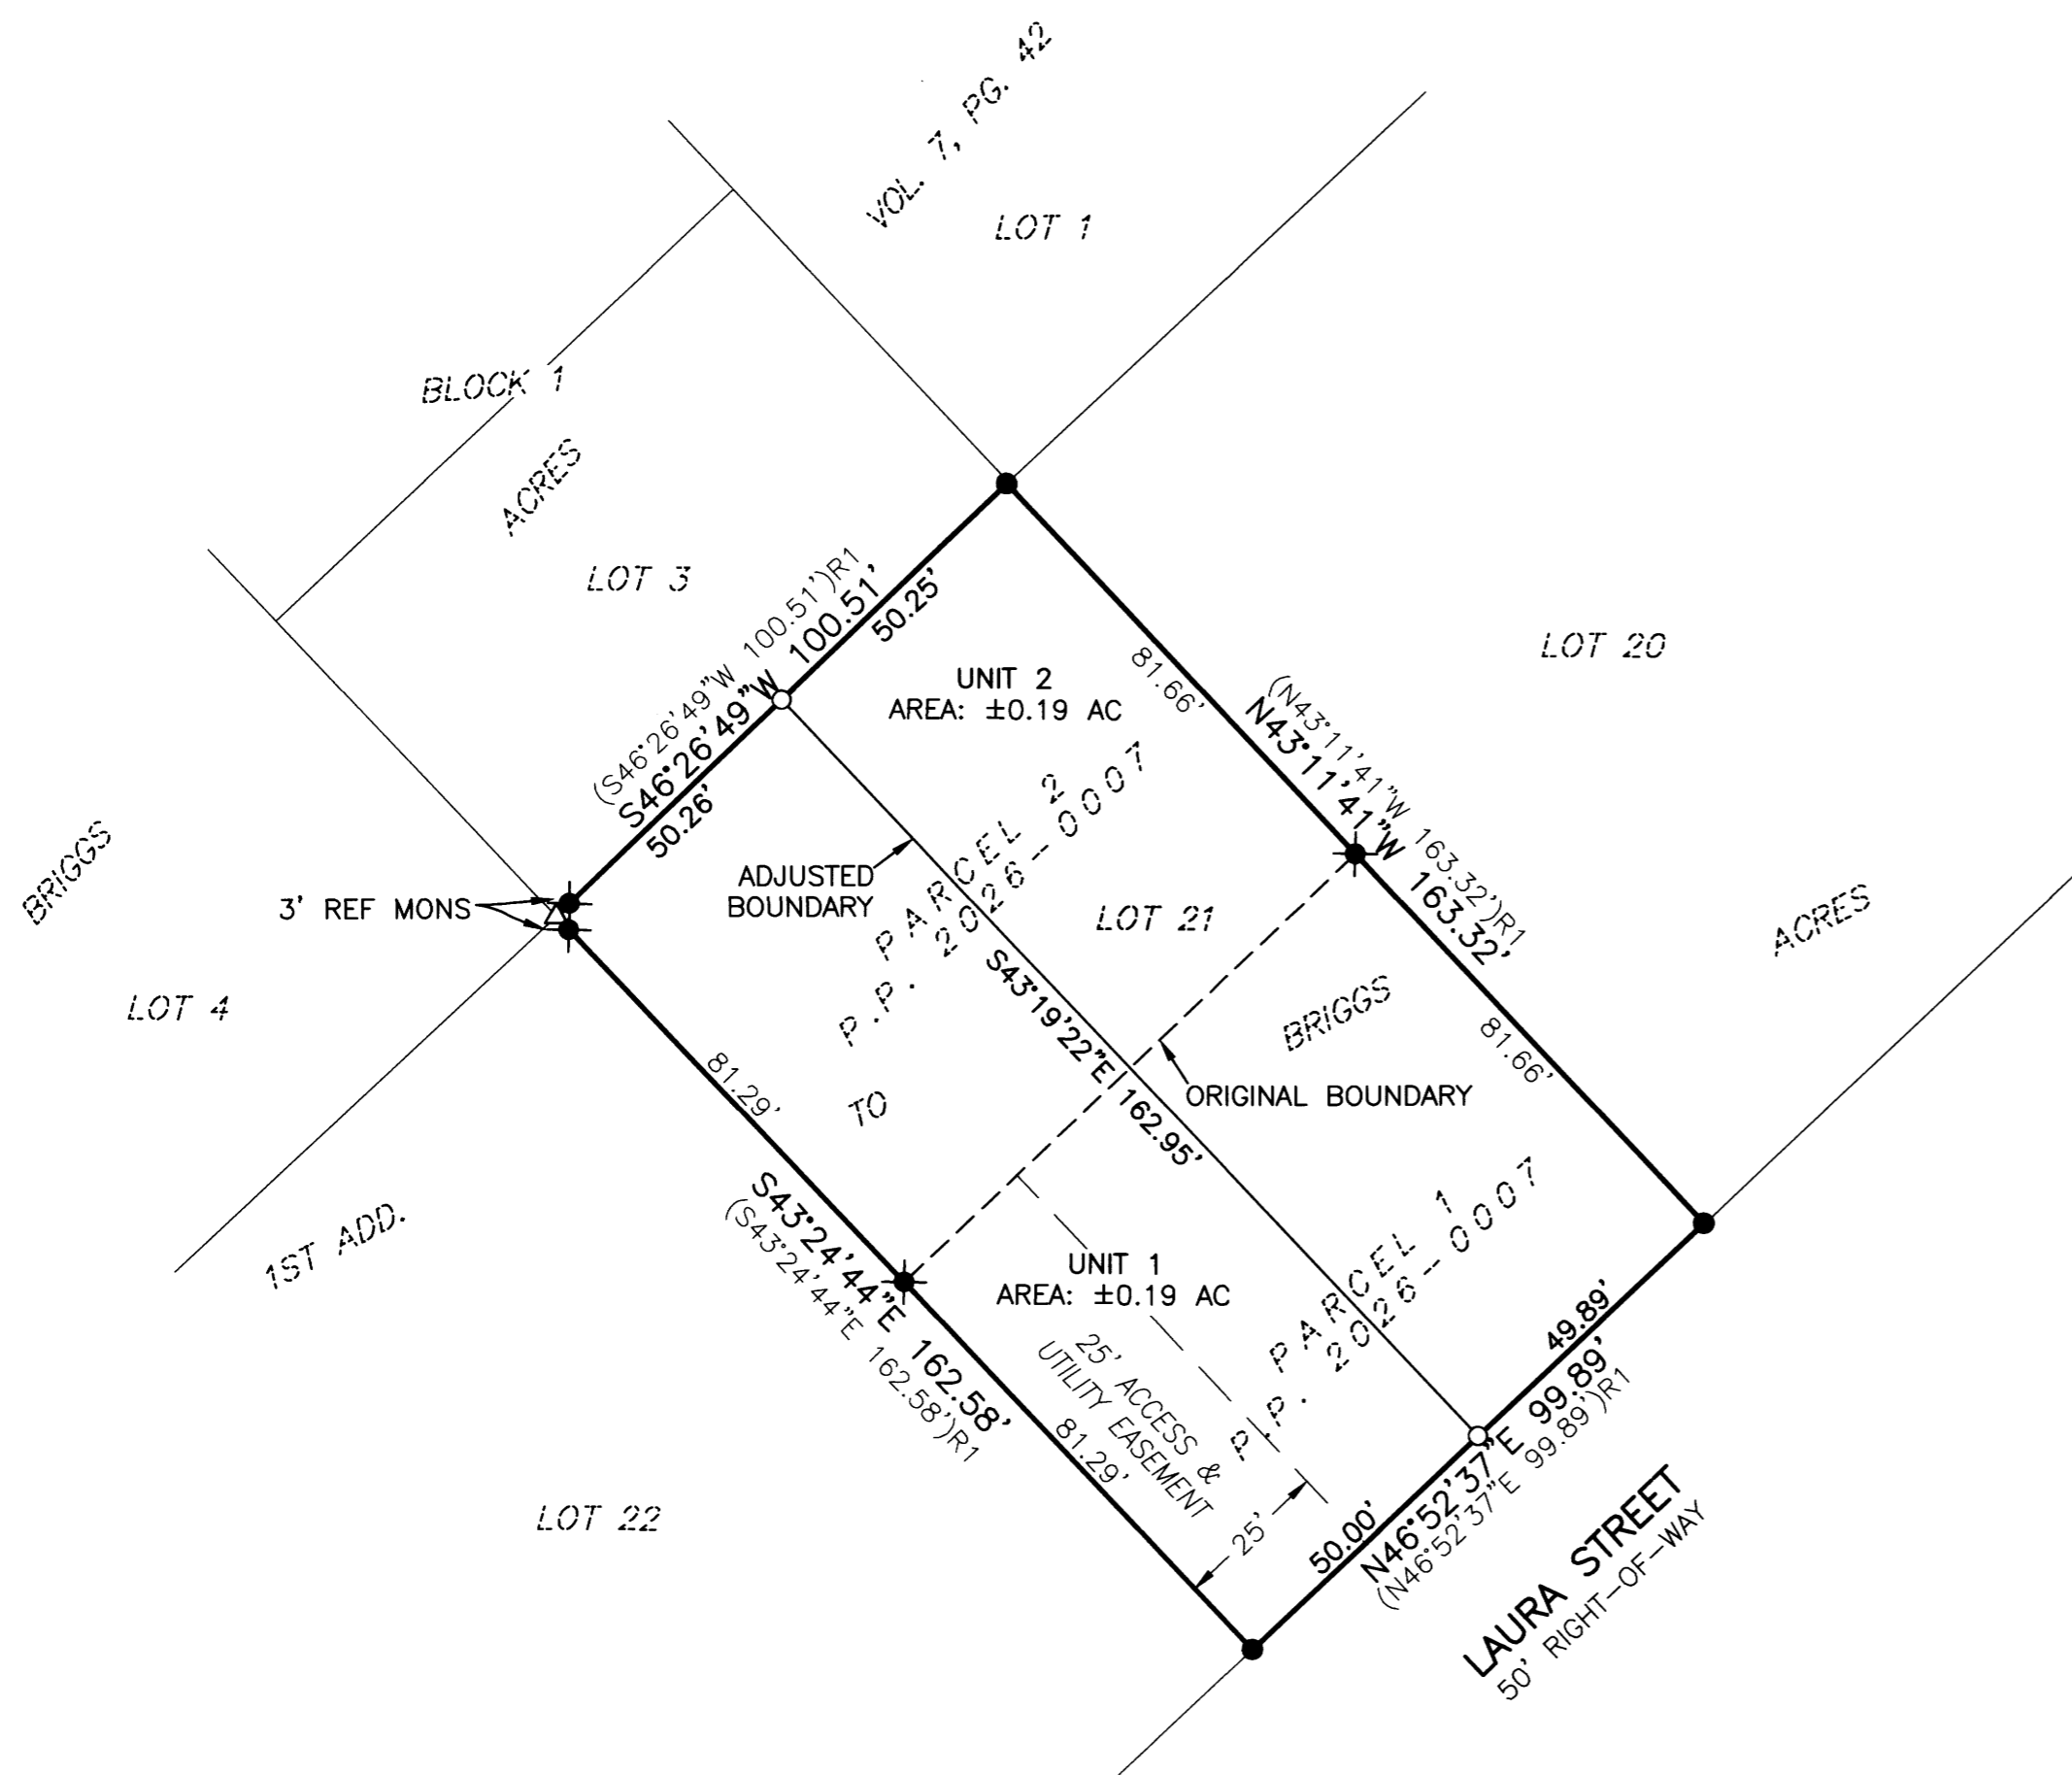 VOL. 7, PG. 42
LOT 1
BLOCK 1
ACRES
LOT 3
(S46°26'49"W 100.51')R1
S46°26'49"W 100.51'
50.25'
50.26'
UNIT 2
AREA: ±0.19 AC
81.66'
(N43°11'41"W 163.32')R1
N43°11'41"W 163.32'
LOT 20
BRIGGS
3' REF MONS
ADJUSTED
BOUNDARY
PARCEL 2
P.P. 2026-0007
LOT 21
ACRES
LOT 4
S43°19'22"E 162.95'
BRIGGS
81.66'
ORIGINAL BOUNDARY
81.29'
TO
1ST ADD.
S43°24'44"E 162.58'
(S43°24'44"E 162.58')R1
UNIT 1
AREA: ±0.19 AC
PARCEL 1
P.P. 2026-0007
25' ACCESS &
UTILITY EASEMENT
81.29'
25'
49.89'
50.00'
N46°52'37"E 99.89'
(N46°52'37"E 99.89')R1
LOT 22
LAURA STREET
50' RIGHT-OF-WAY